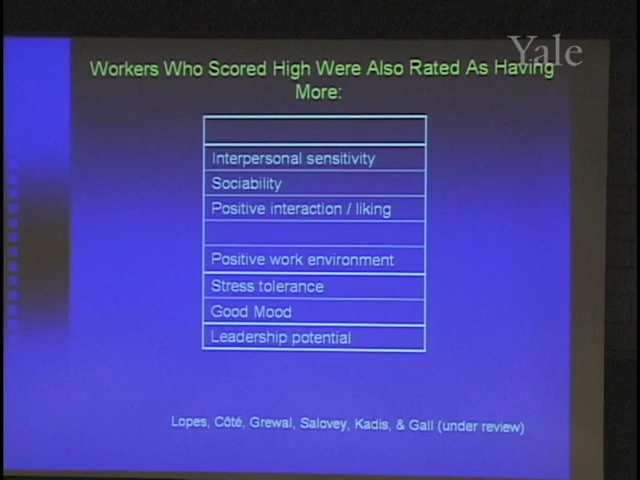 Yale
Workers Who Scored High Were Also Rated As Having
More:
Interpersonal sensitivity
Sociability
Positive interaction / liking
Positive work environment
Stress tolerance
Good Mood
Leadership potential
Lopes, Côté, Grewal, Salovey, Kadis, & Gall (under review)